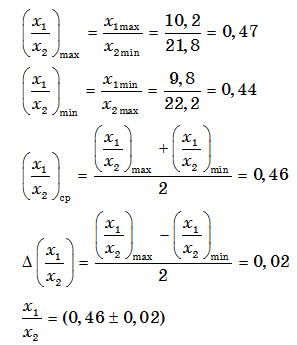 (x₁/x₂)max = x₁max/x₂min = 10,2/21,8 = 0,47
(x₁/x₂)min = x₁min/x₂max = 9,8/22,2 = 0,44
(x₁/x₂)ср = ((x₁/x₂)max + (x₁/x₂)min)/2 = 0,46
Δ(x₁/x₂) = ((x₁/x₂)max − (x₁/x₂)min)/2 = 0,02
x₁/x₂ = (0,46 ± 0,02)